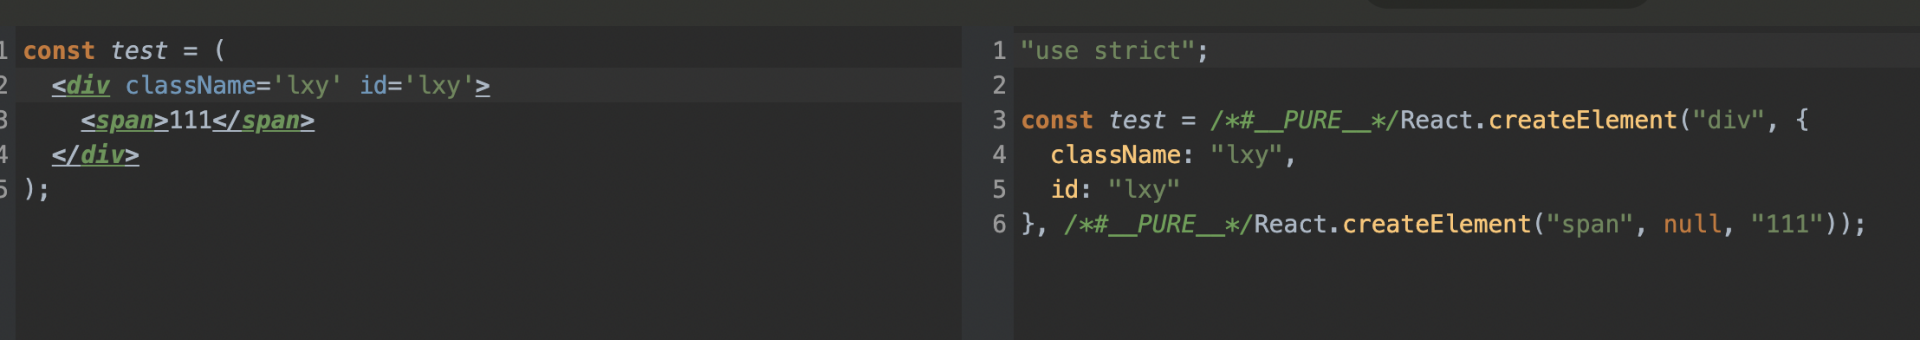 1 const test = (
2   <div className='lxy' id='lxy'>
3     <span>111</span>
4   </div>
5 );
1 "use strict";
2
3 const test = /*#__PURE__*/React.createElement("div", {
4   className: "lxy",
5   id: "lxy"
6 }, /*#__PURE__*/React.createElement("span", null, "111"));